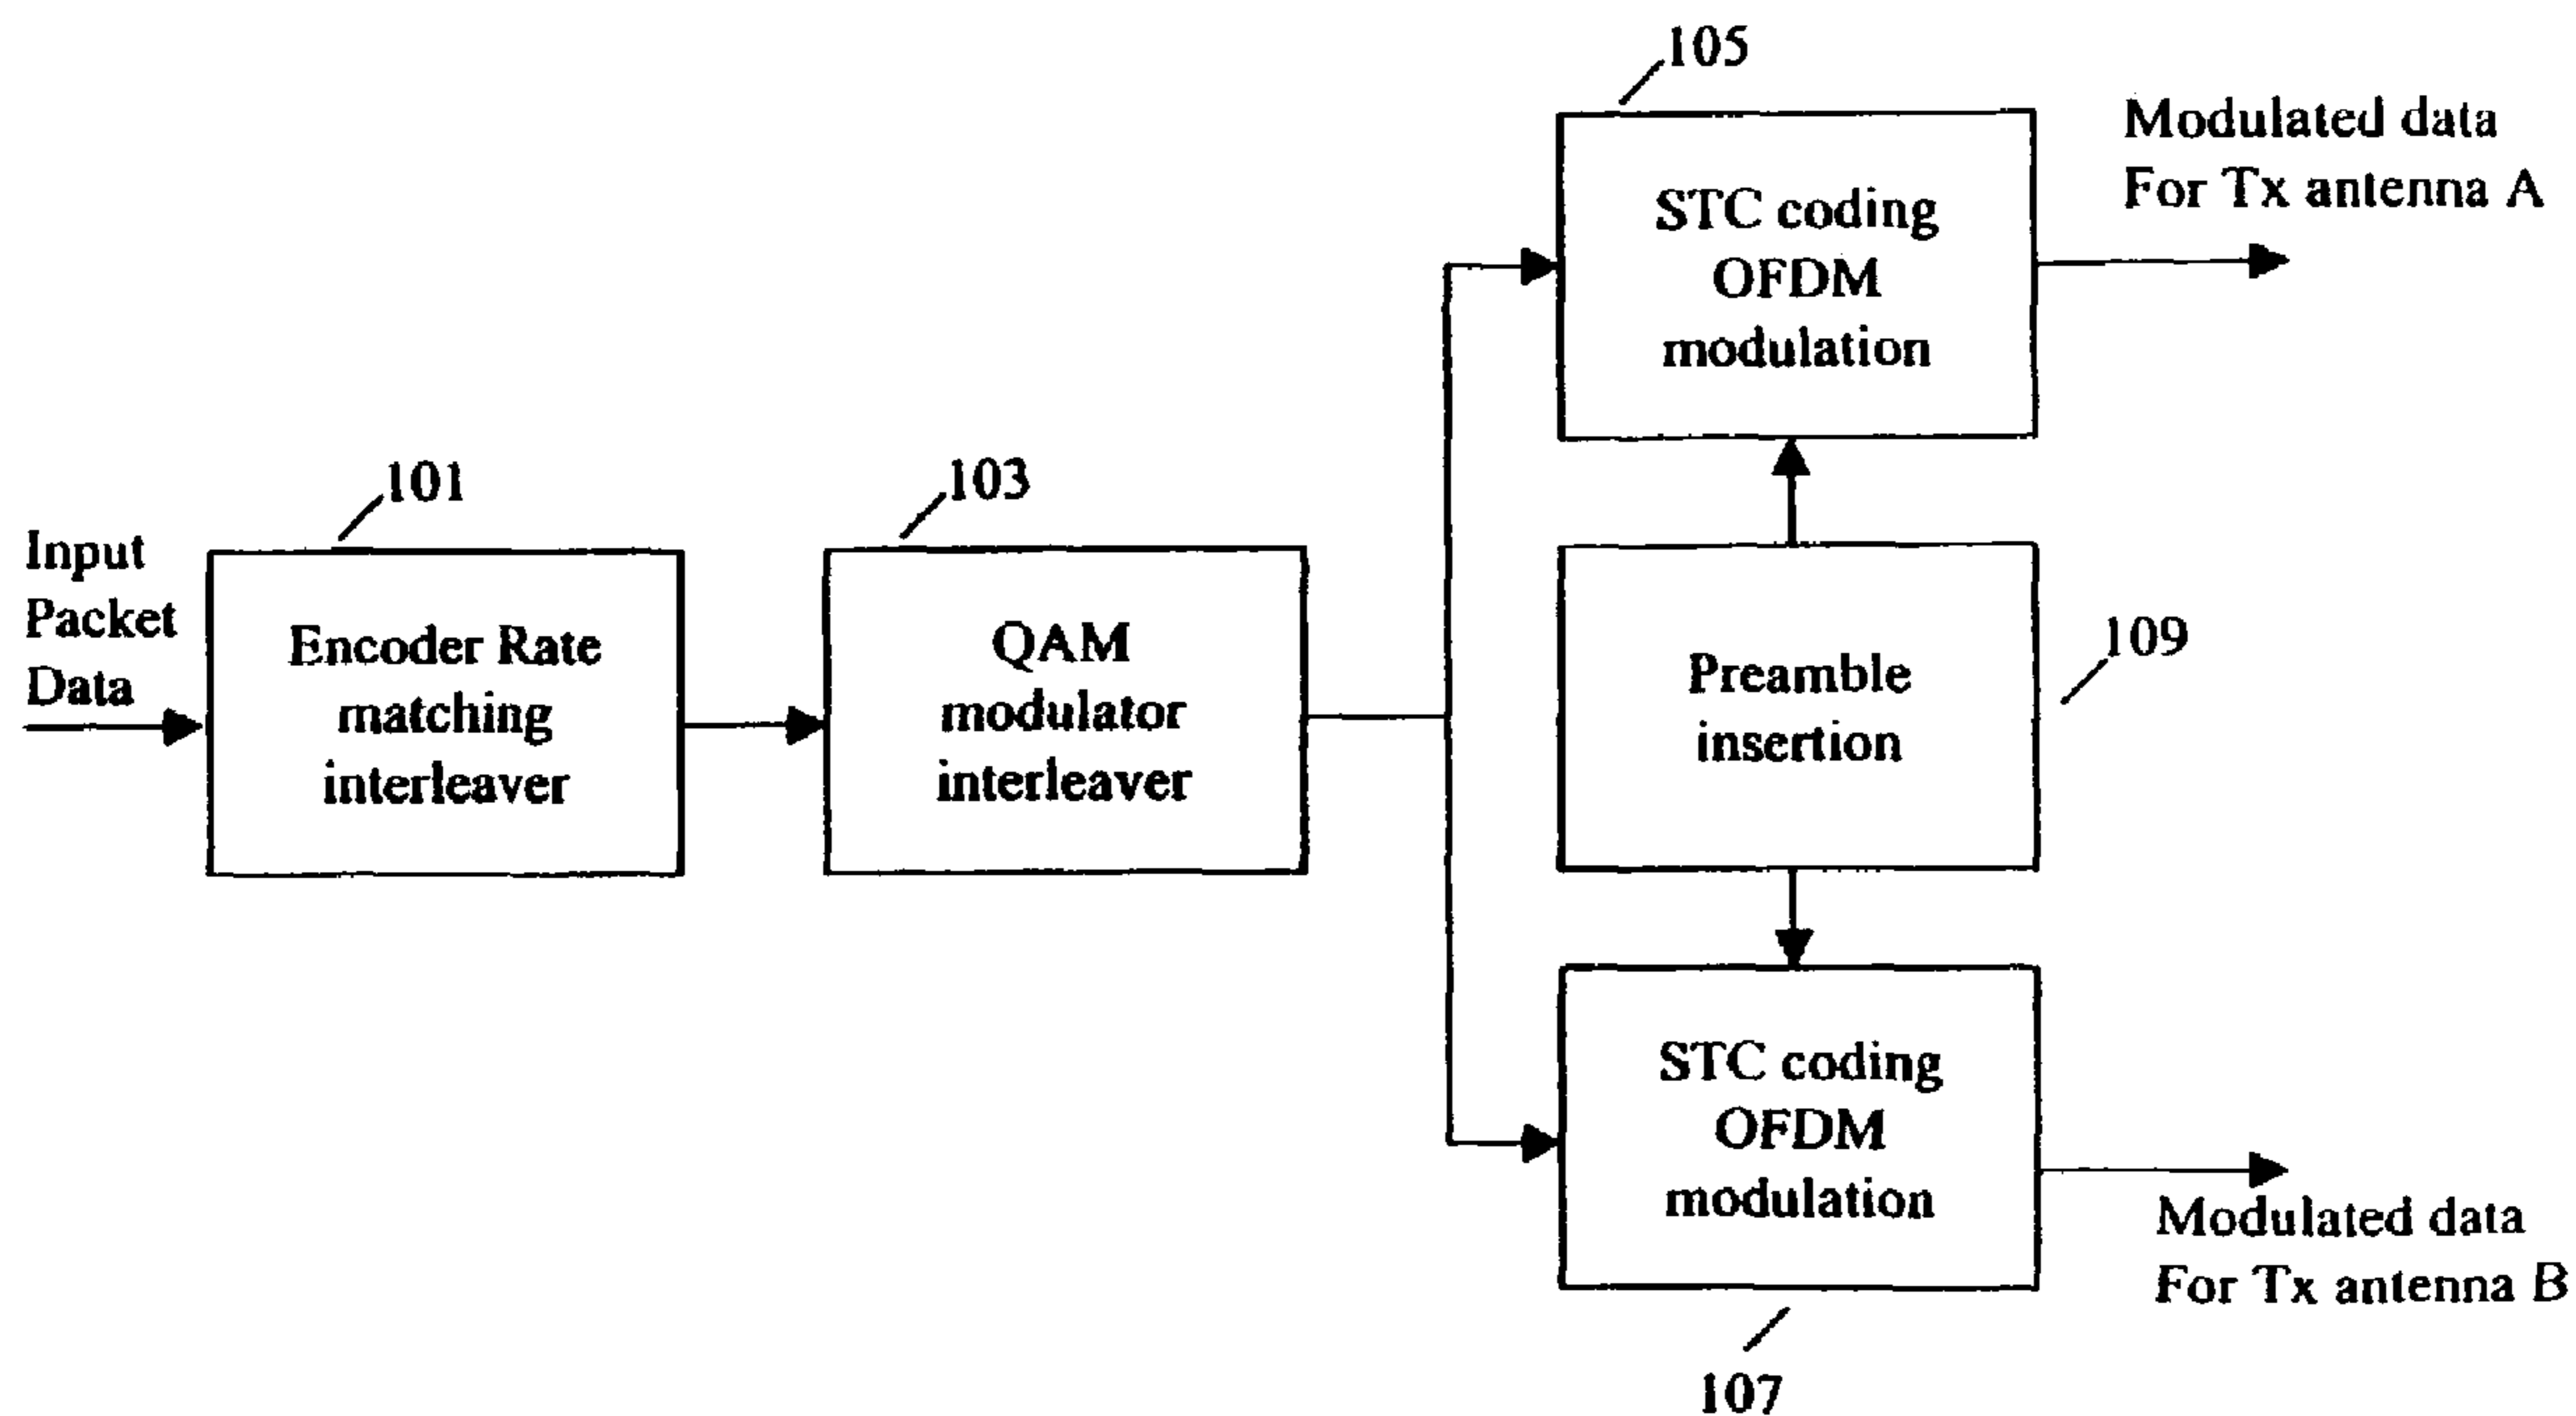 105
Modulated data
For Tx antenna A
STC coding
OFDM
modulation
101
103
Input
Packet
Data
Encoder Rate
matching
interleaver
QAM
modulator
interleaver
Preamble
insertion
109
STC coding
OFDM
modulation
Modulated data
For Tx antenna B
107